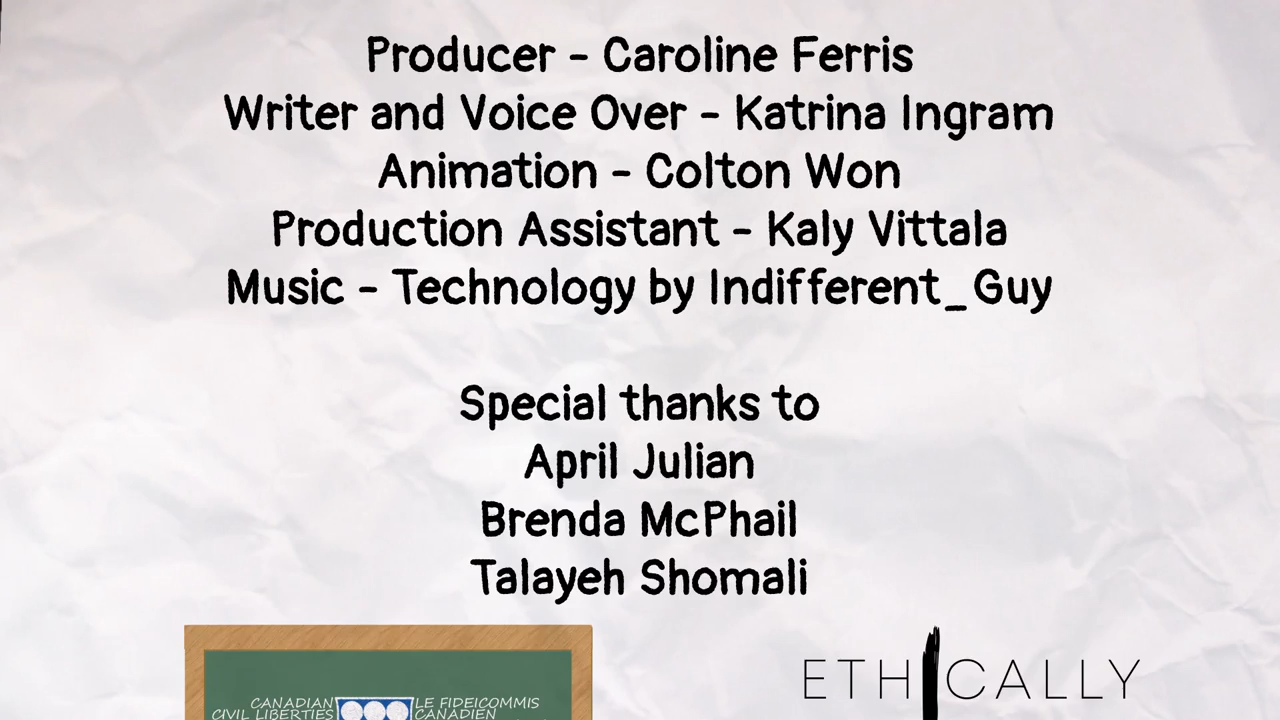 Producer - Caroline Ferris
Writer and Voice Over - Katrina Ingram
Animation - Colton Won
Production Assistant - Kaly Vittala
Music - Technology by Indifferent_Guy
Special thanks to
April Julian
Brenda McPhail
Talayeh Shomali
CANADIAN LE FIDEICOMMIS
CIVIL LIBERTIES CANADIEN
ETHICALLY